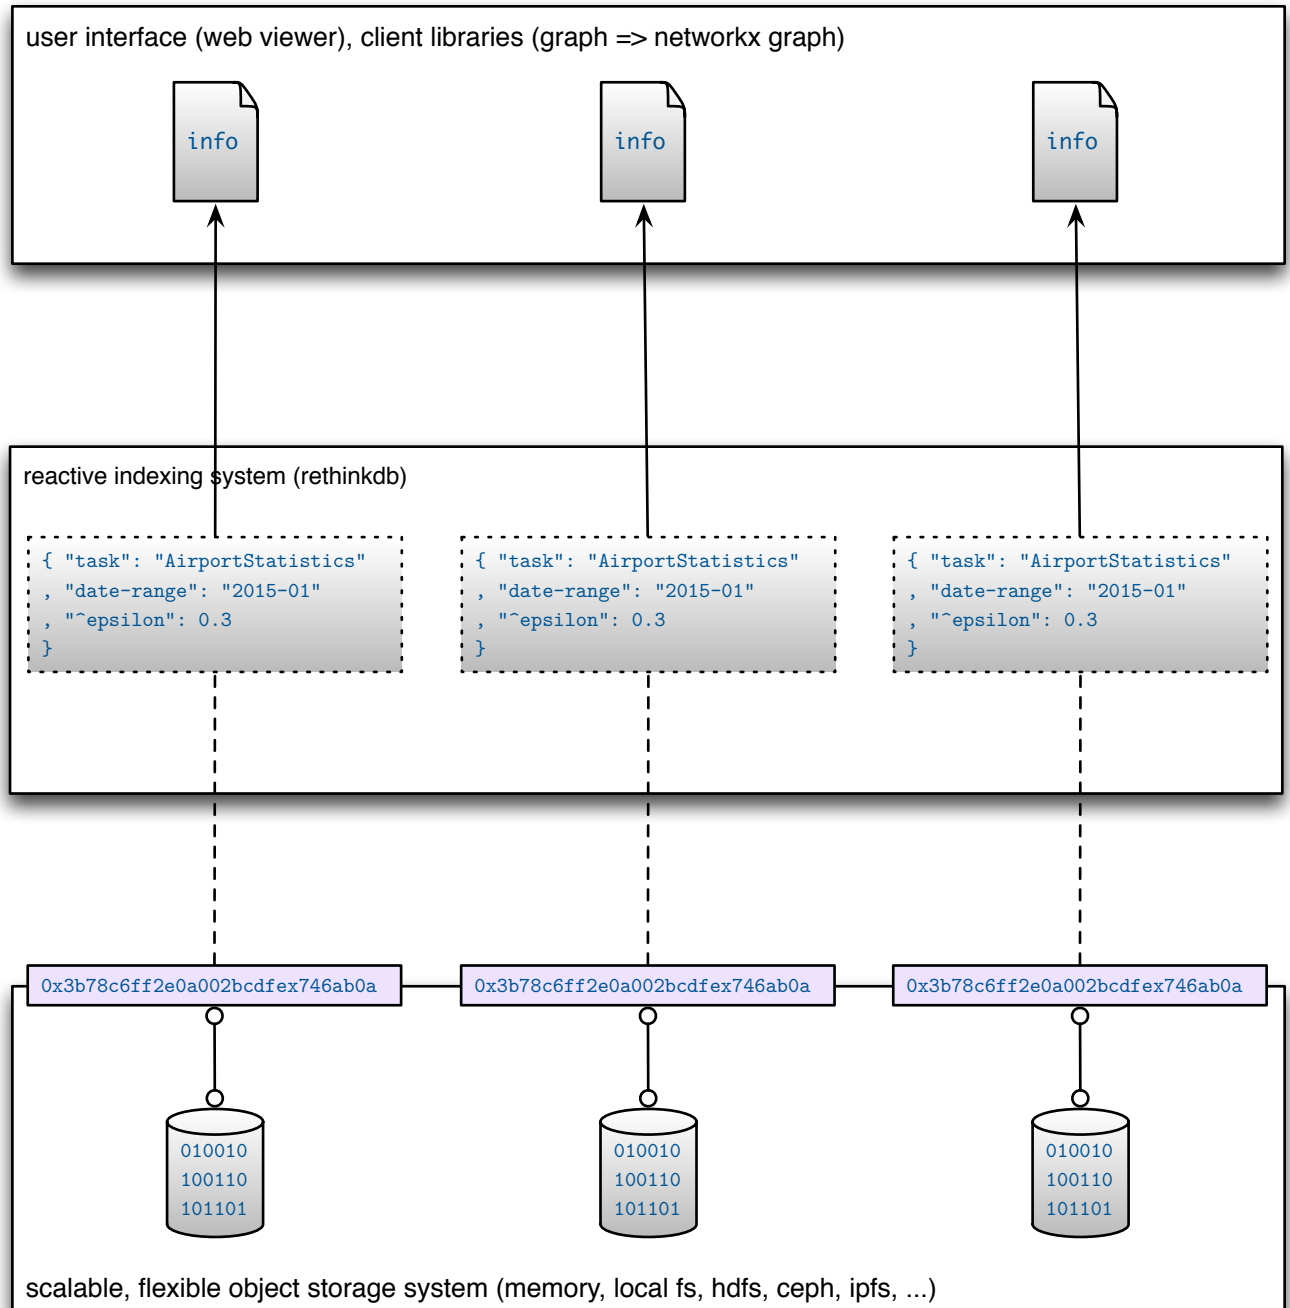 user interface (web viewer), client libraries (graph => networkx graph)
info
info
info
reactive indexing system (rethinkdb)
{ "task": "AirportStatistics"
, "date-range": "2015-01"
, "^epsilon": 0.3
}
{ "task": "AirportStatistics"
, "date-range": "2015-01"
, "^epsilon": 0.3
}
{ "task": "AirportStatistics"
, "date-range": "2015-01"
, "^epsilon": 0.3
}
0x3b78c6ff2e0a002bcdfex746ab0a
0x3b78c6ff2e0a002bcdfex746ab0a
0x3b78c6ff2e0a002bcdfex746ab0a
010010
100110
101101
010010
100110
101101
010010
100110
101101
scalable, flexible object storage system (memory, local fs, hdfs, ceph, ipfs, ...)